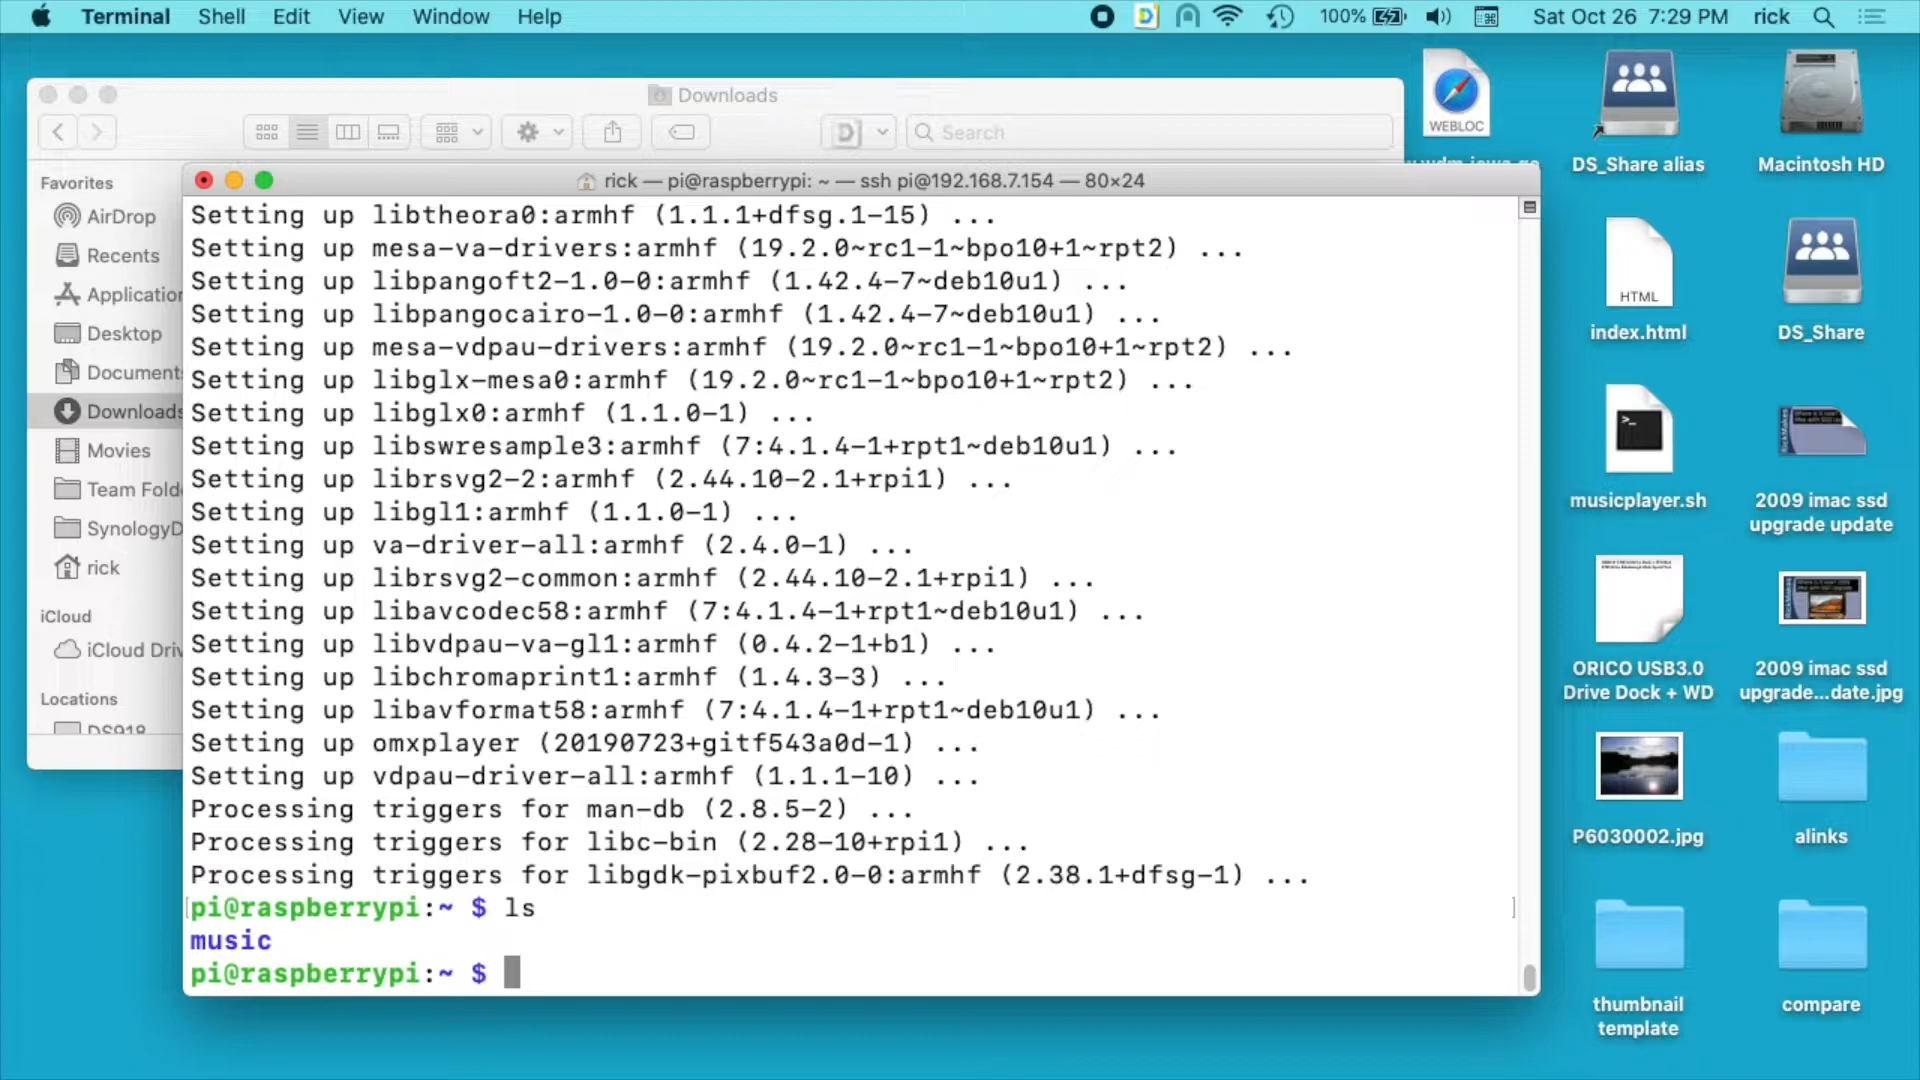 Terminal Shell Edit View Window Help 100% Sat Oct 26 7:29 PM rick
Downloads
Search
Favorites
AirDrop
Recents
Desktop
Downloads
Movies
iCloud
Locations
rick
rick — pi@raspberrypi: ~ — ssh pi@192.168.7.154 — 80×24
Setting up libtheora0:armhf (1.1.1+dfsg.1-15) ...
Setting up mesa-va-drivers:armhf (19.2.0~rc1-1~bpo10+1~rpt2) ...
Setting up libpangoft2-1.0-0:armhf (1.42.4-7~deb10u1) ...
Setting up libpangocairo-1.0-0:armhf (1.42.4-7~deb10u1) ...
Setting up mesa-vdpau-drivers:armhf (19.2.0~rc1-1~bpo10+1~rpt2) ...
Setting up libglx-mesa0:armhf (19.2.0~rc1-1~bpo10+1~rpt2) ...
Setting up libglx0:armhf (1.1.0-1) ...
Setting up libswresample3:armhf (7:4.1.4-1+rpt1~deb10u1) ...
Setting up librsvg2-2:armhf (2.44.10-2.1+rpi1) ...
Setting up libgl1:armhf (1.1.0-1) ...
Setting up va-driver-all:armhf (2.4.0-1) ...
Setting up librsvg2-common:armhf (2.44.10-2.1+rpi1) ...
Setting up libavcodec58:armhf (7:4.1.4-1+rpt1~deb10u1) ...
Setting up libvdpau-va-gl1:armhf (0.4.2-1+b1) ...
Setting up libchromaprint1:armhf (1.4.3-3) ...
Setting up libavformat58:armhf (7:4.1.4-1+rpt1~deb10u1) ...
Setting up omxplayer (20190723+gitf543a0d-1) ...
Setting up vdpau-driver-all:armhf (1.1.1-10) ...
Processing triggers for man-db (2.8.5-2) ...
Processing triggers for libc-bin (2.28-10+rpi1) ...
Processing triggers for libgdk-pixbuf2.0-0:armhf (2.38.1+dfsg-1) ...
pi@raspberrypi:~ $ ls
music
pi@raspberrypi:~ $
WEBLOC
DS_Share alias
Macintosh HD
HTML
index.html
DS_Share
musicplayer.sh
2009 imac ssd
upgrade update
ORICO USB3.0
Drive Dock + WD
2009 imac ssd
upgrade...date.jpg
P6030002.jpg
alinks
thumbnail
template
compare